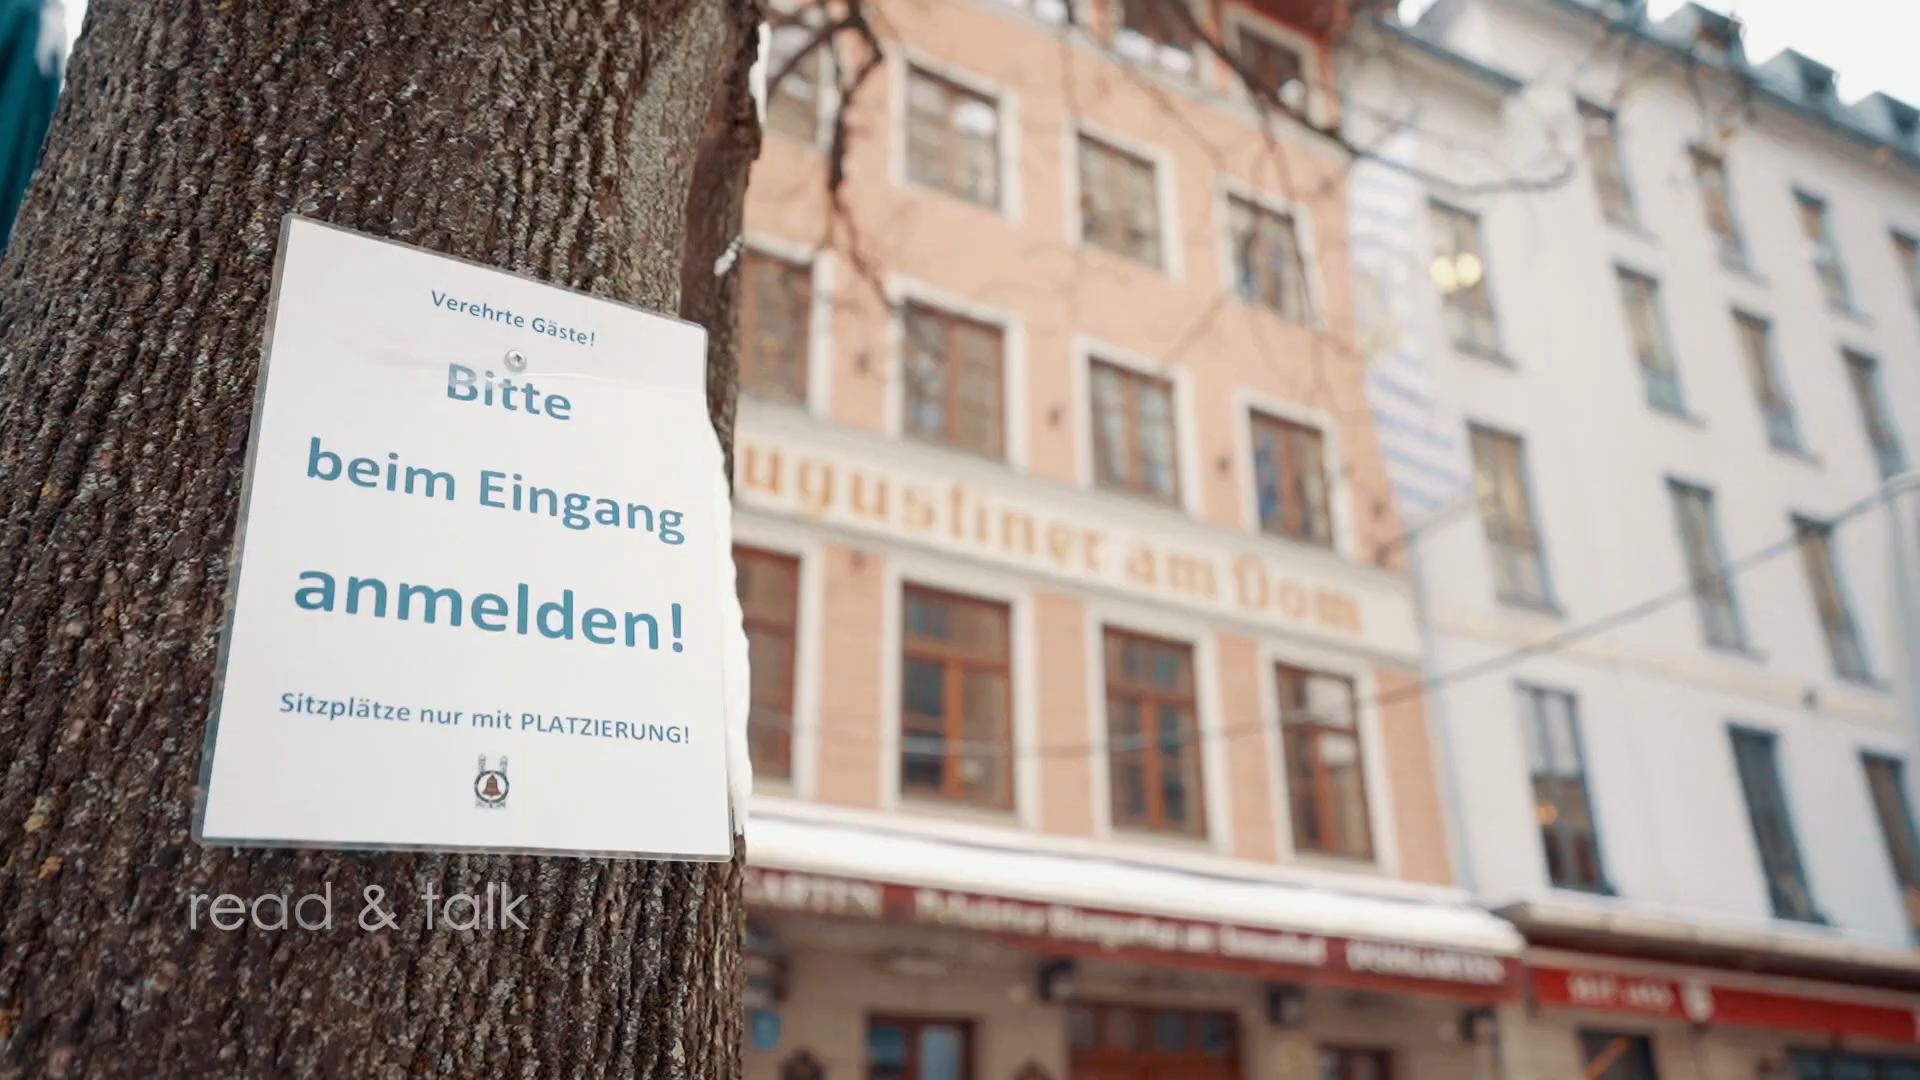 Verehrte Gäste!
Bitte
beim Eingang
anmelden!
Sitzplätze nur mit PLATZIERUNG!
ugustiner am Dom
read & talk